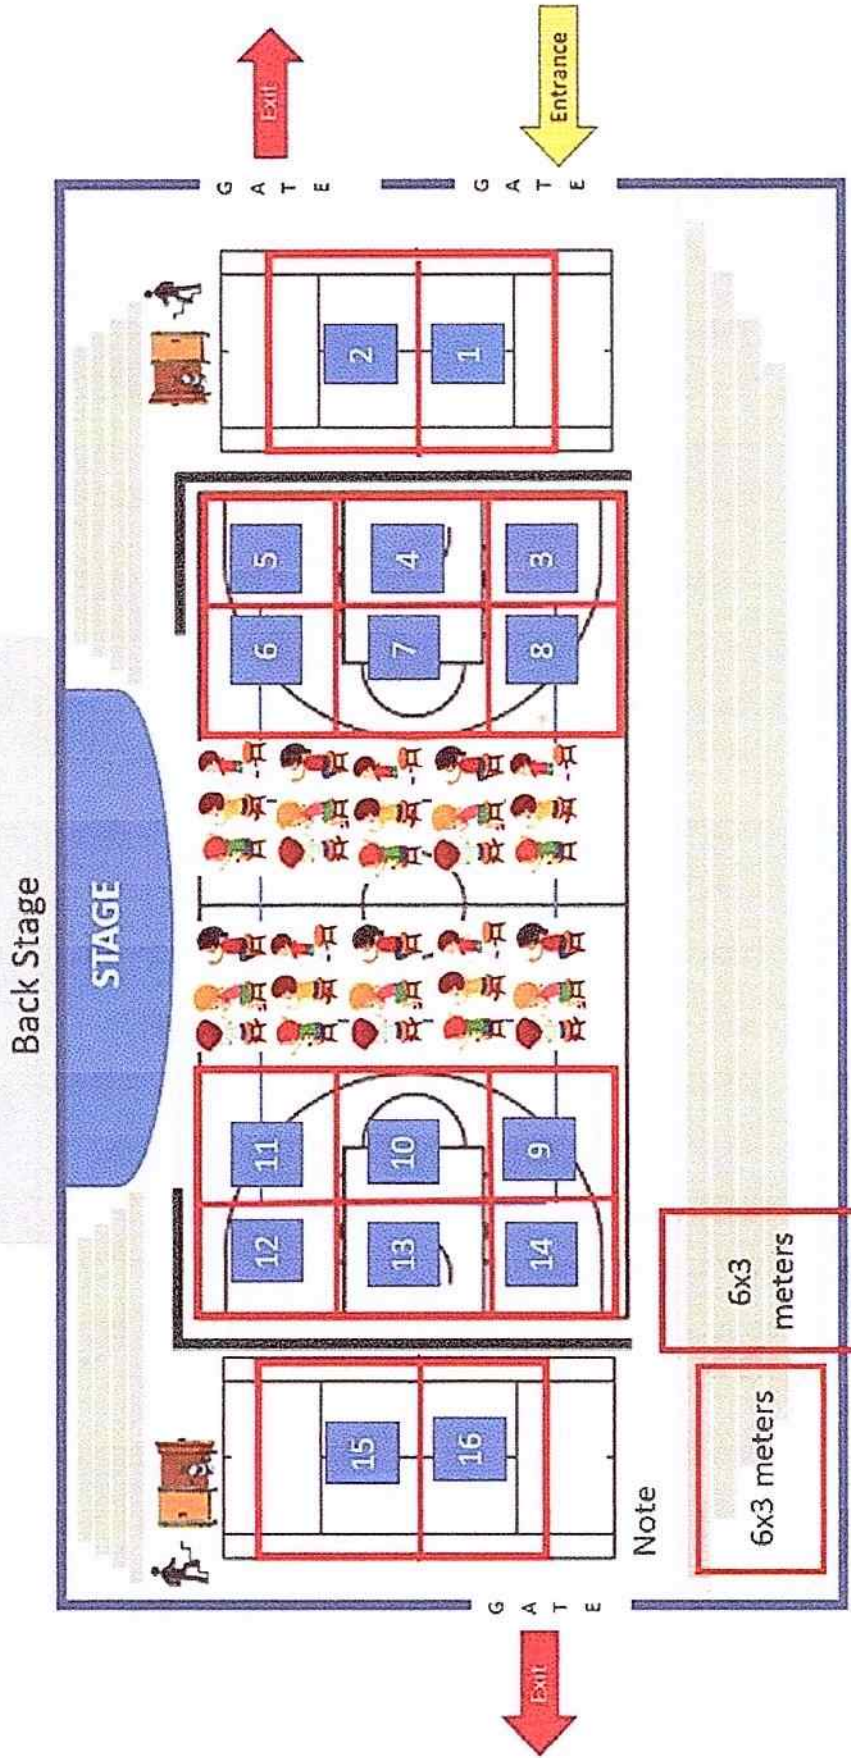 Back Stage
STAGE
G
A
T
E
Exit
12 11 6 5
15 2
13 10 7 4
16 1
14 9 8 3
Exit
G
A
T
E
G
A
T
E
Entrance
Note
6x3 meters
6x3
meters